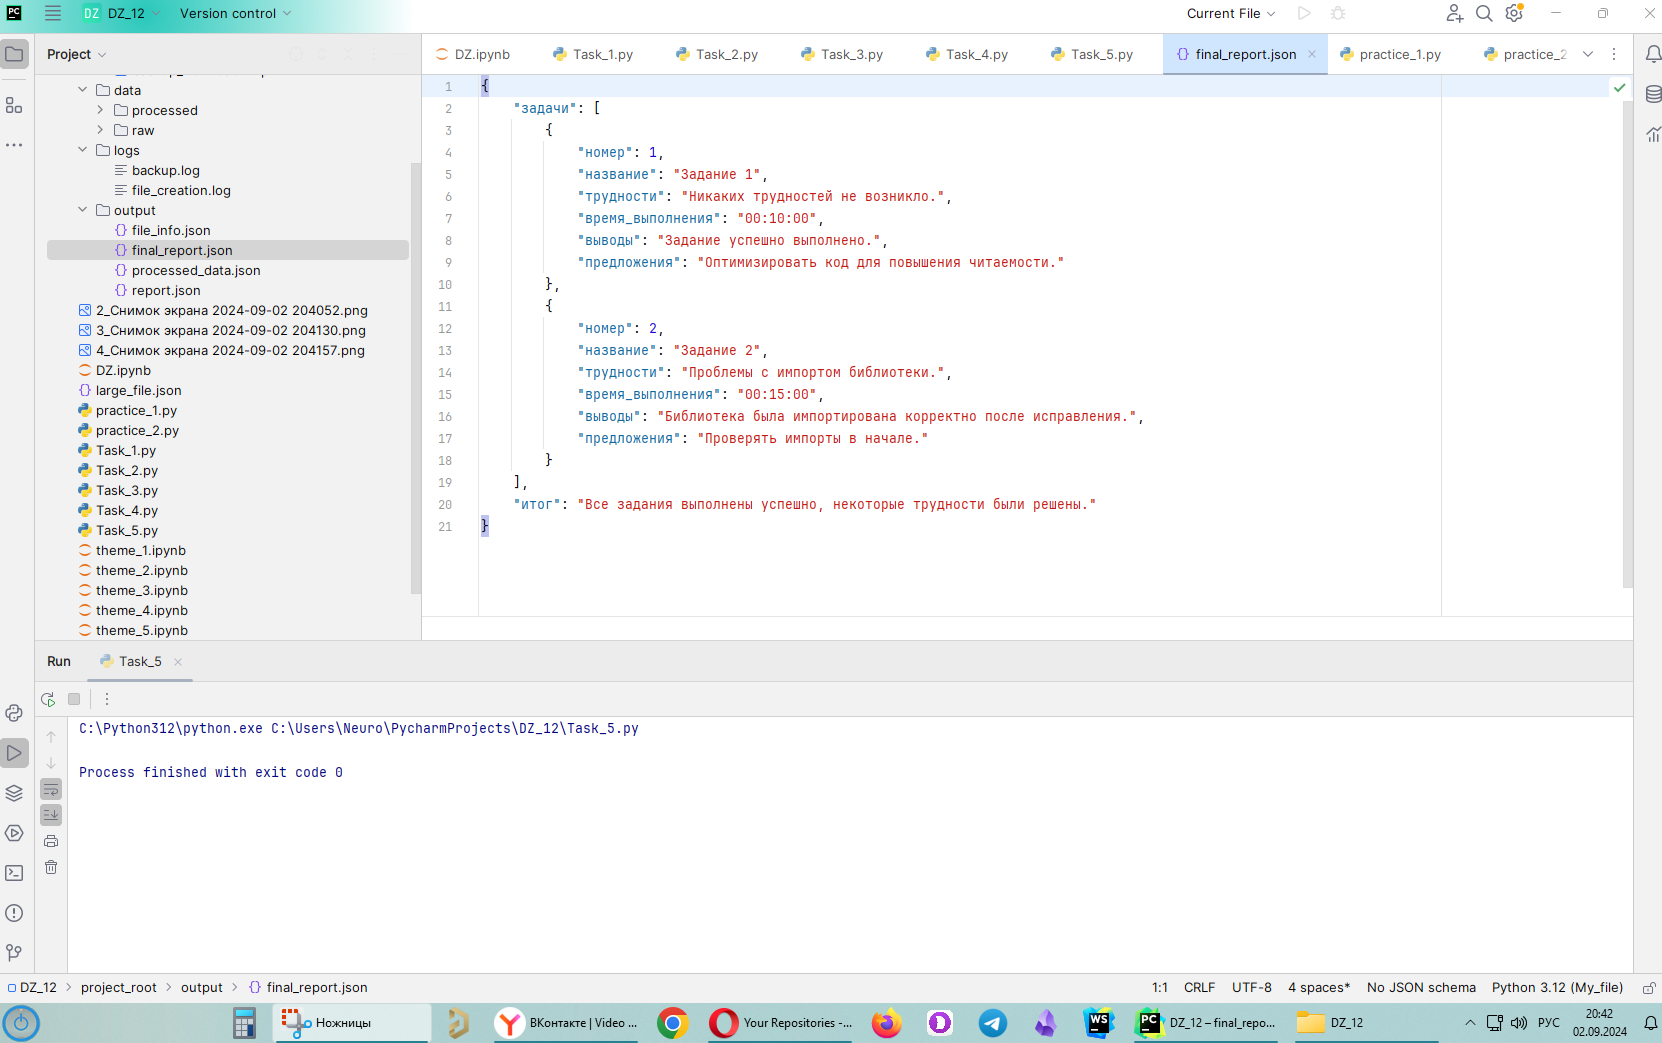 PC
DZ DZ_12
Version control
Current File
Project
DZ.ipynb
Task_1.py
Task_2.py
Task_3.py
Task_4.py
Task_5.py
final_report.json
practice_1.py
practice_2
data
processed
raw
logs
backup.log
file_creation.log
output
file_info.json
final_report.json
processed_data.json
report.json
2_Снимок экрана 2024-09-02 204052.png
3_Снимок экрана 2024-09-02 204130.png
4_Снимок экрана 2024-09-02 204157.png
DZ.ipynb
large_file.json
practice_1.py
practice_2.py
Task_1.py
Task_2.py
Task_3.py
Task_4.py
Task_5.py
theme_1.ipynb
theme_2.ipynb
theme_3.ipynb
theme_4.ipynb
theme_5.ipynb
1 {
2 "задачи": [
3 {
4 "номер": 1,
5 "название": "Задание 1",
6 "трудности": "Никаких трудностей не возникло.",
7 "время_выполнения": "00:10:00",
8 "выводы": "Задание успешно выполнено.",
9 "предложения": "Оптимизировать код для повышения читаемости."
10 },
11 {
12 "номер": 2,
13 "название": "Задание 2",
14 "трудности": "Проблемы с импортом библиотеки.",
15 "время_выполнения": "00:15:00",
16 "выводы": "Библиотека была импортирована корректно после исправления.",
17 "предложения": "Проверять импорты в начале."
18 }
19 ],
20 "итог": "Все задания выполнены успешно, некоторые трудности были решены."
21 }
Run
Task_5
C:\Python312\python.exe C:\Users\Neuro\PycharmProjects\DZ_12\Task_5.py
Process finished with exit code 0
DZ_12 > project_root > output > final_report.json
1:1 CRLF UTF-8 4 spaces* No JSON schema Python 3.12 (My_file)
Ножницы
ВКонтакте | Video ...
Your Repositories -...
WS
PC
DZ_12 – final_repo...
DZ_12
РУС
20:42
02.09.2024